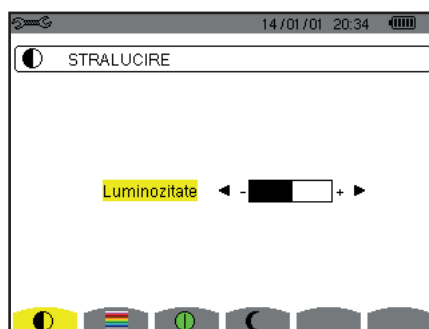 14/01/01 20:34
STRALUCIRE
Luminozitate ◄ - + ►